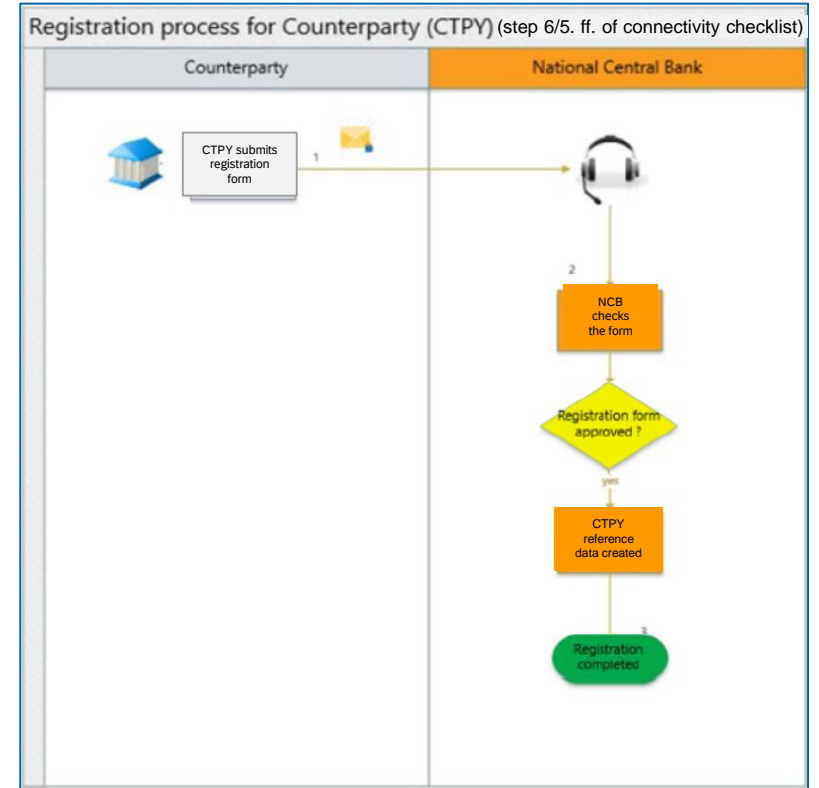 Registration process for Counterparty (CTPY) (step 6/5. ff. of connectivity checklist)
Counterparty
National Central Bank
CTPY submits
registration
form
1
2
NCB
checks
the form
Registration form
approved ?
yes
CTPY
reference
data created
3
Registration
completed